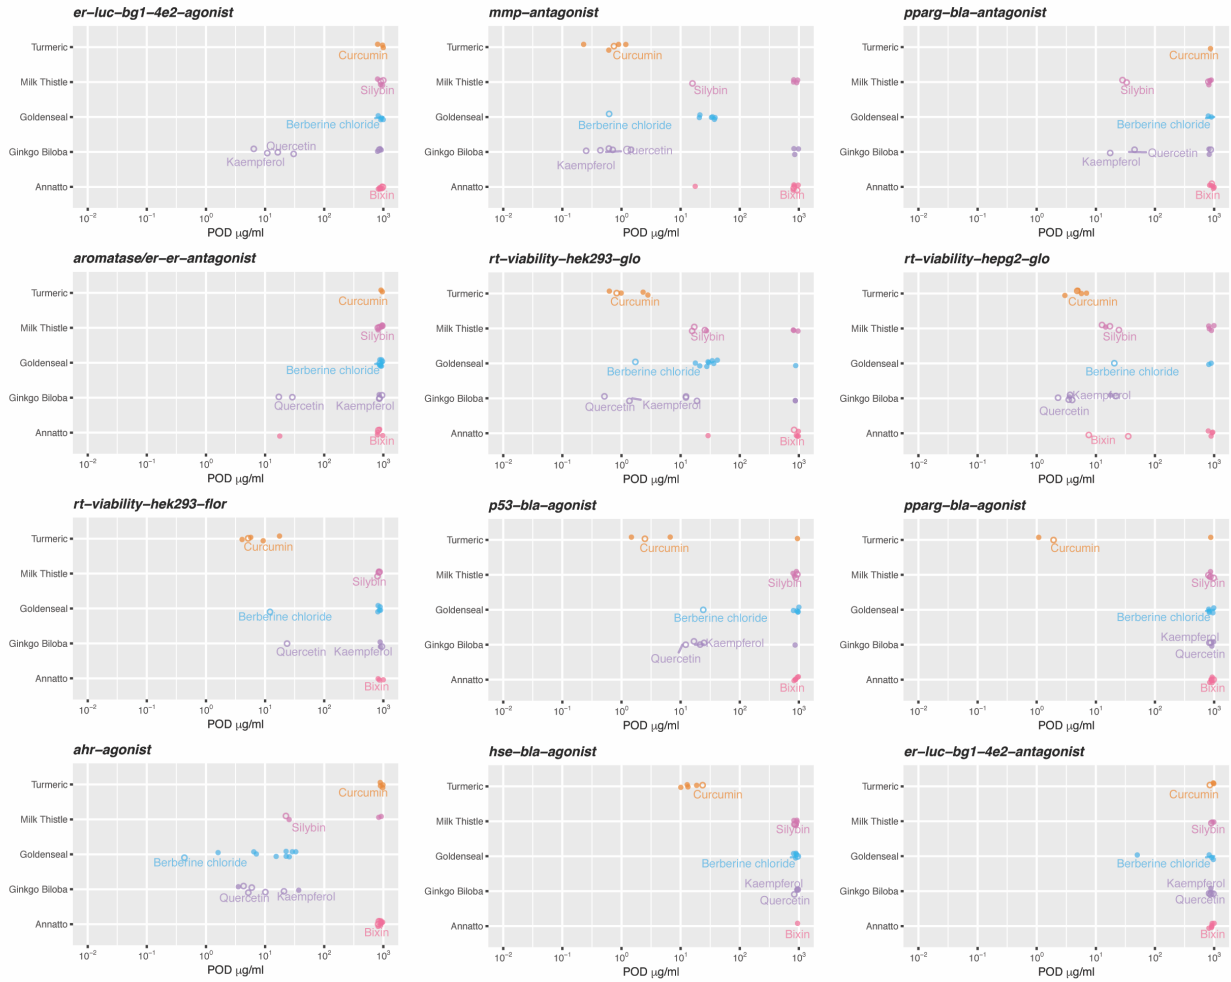 er-luc-bg1-4e2-agonist
Turmeric
Milk Thistle
Goldenseal
Ginkgo Biloba
Annatto
Curcumin
Silybin
Berberine chloride
Quercetin
Kaempferol
Bixin
10−2 10−1 100 101 102 103
POD μg/ml
mmp-antagonist
Turmeric
Milk Thistle
Goldenseal
Ginkgo Biloba
Annatto
Curcumin
Silybin
Berberine chloride
Quercetin
Kaempferol
Bixin
10−2 10−1 100 101 102 103
POD μg/ml
pparg-bla-antagonist
Turmeric
Milk Thistle
Goldenseal
Ginkgo Biloba
Annatto
Curcumin
Silybin
Berberine chloride
Quercetin
Kaempferol
Bixin
10−2 10−1 100 101 102 103
POD μg/ml
aromatase/er-er-antagonist
Turmeric
Milk Thistle
Goldenseal
Ginkgo Biloba
Annatto
Curcumin
Silybin
Berberine chloride
Quercetin
Kaempferol
Bixin
10−2 10−1 100 101 102 103
POD μg/ml
rt-viability-hek293-glo
Turmeric
Milk Thistle
Goldenseal
Ginkgo Biloba
Annatto
Curcumin
Silybin
Berberine chloride
Quercetin
Kaempferol
Bixin
10−2 10−1 100 101 102 103
POD μg/ml
rt-viability-hepg2-glo
Turmeric
Milk Thistle
Goldenseal
Ginkgo Biloba
Annatto
Curcumin
Silybin
Berberine chloride
Kaempferol
Quercetin
Bixin
10−2 10−1 100 101 102 103
POD μg/ml
rt-viability-hek293-flor
Turmeric
Milk Thistle
Goldenseal
Ginkgo Biloba
Annatto
Curcumin
Silybin
Berberine chloride
Quercetin
Kaempferol
Bixin
10−2 10−1 100 101 102 103
POD μg/ml
p53-bla-agonist
Turmeric
Milk Thistle
Goldenseal
Ginkgo Biloba
Annatto
Curcumin
Silybin
Berberine chloride
Kaempferol
Quercetin
Bixin
10−2 10−1 100 101 102 103
POD μg/ml
pparg-bla-agonist
Turmeric
Milk Thistle
Goldenseal
Ginkgo Biloba
Annatto
Curcumin
Silybin
Berberine chloride
Kaempferol
Quercetin
Bixin
10−2 10−1 100 101 102 103
POD μg/ml
ahr-agonist
Turmeric
Milk Thistle
Goldenseal
Ginkgo Biloba
Annatto
Curcumin
Silybin
Berberine chloride
Quercetin
Kaempferol
Bixin
10−2 10−1 100 101 102 103
POD μg/ml
hse-bla-agonist
Turmeric
Milk Thistle
Goldenseal
Ginkgo Biloba
Annatto
Curcumin
Silybin
Berberine chloride
Kaempferol
Quercetin
Bixin
10−2 10−1 100 101 102 103
POD μg/ml
er-luc-bg1-4e2-antagonist
Turmeric
Milk Thistle
Goldenseal
Ginkgo Biloba
Annatto
Curcumin
Silybin
Berberine chloride
Kaempferol
Quercetin
Bixin
10−2 10−1 100 101 102 103
POD μg/ml